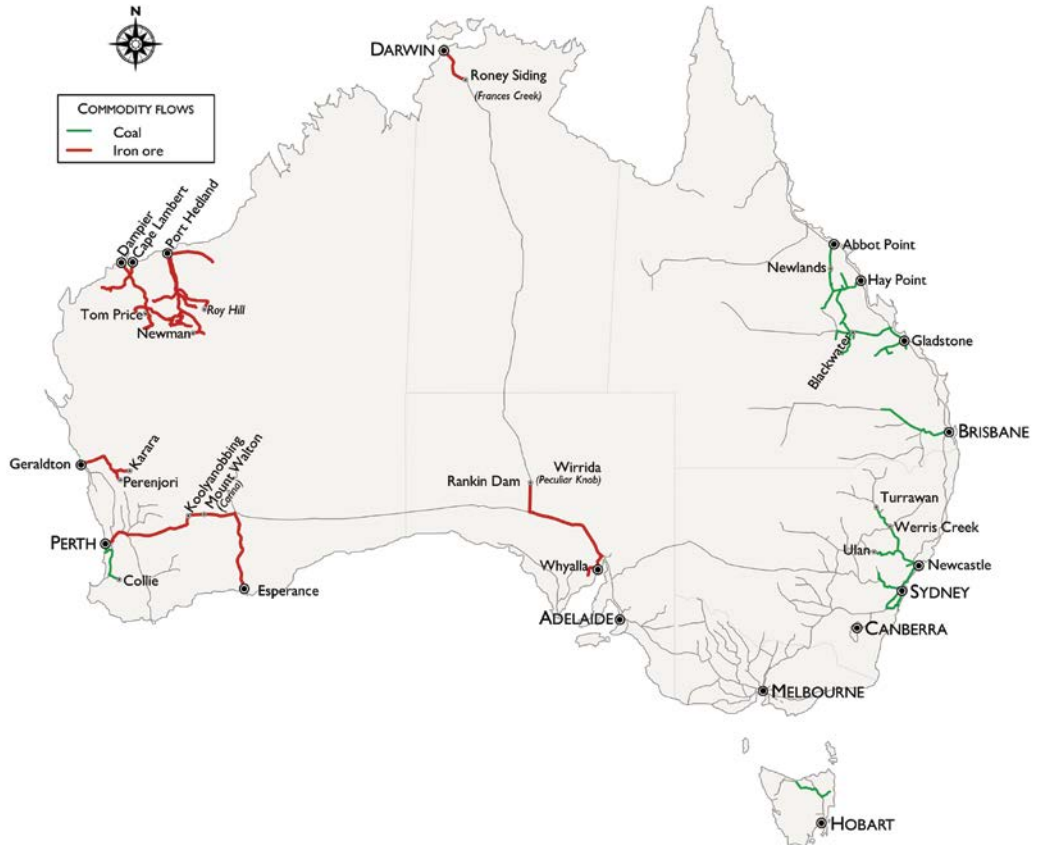 N
COMMODITY FLOWS
Coal
Iron ore
DARWIN
Roney Siding
(Frances Creek)
Dampier
Cape Lambert
Port Hedland
Tom Price
Roy Hill
Newman
Abbot Point
Newlands
Hay Point
Blackwater
Gladstone
BRISBANE
Geraldton
Karara
Perenjori
Koolyanobbing
Mount Walton
(Carina)
PERTH
Collie
Esperance
Wirrida
Rankin Dam
(Peculiar Knob)
Whyalla
ADELAIDE
Turrawan
Werris Creek
Ulan
Newcastle
SYDNEY
CANBERRA
MELBOURNE
HOBART